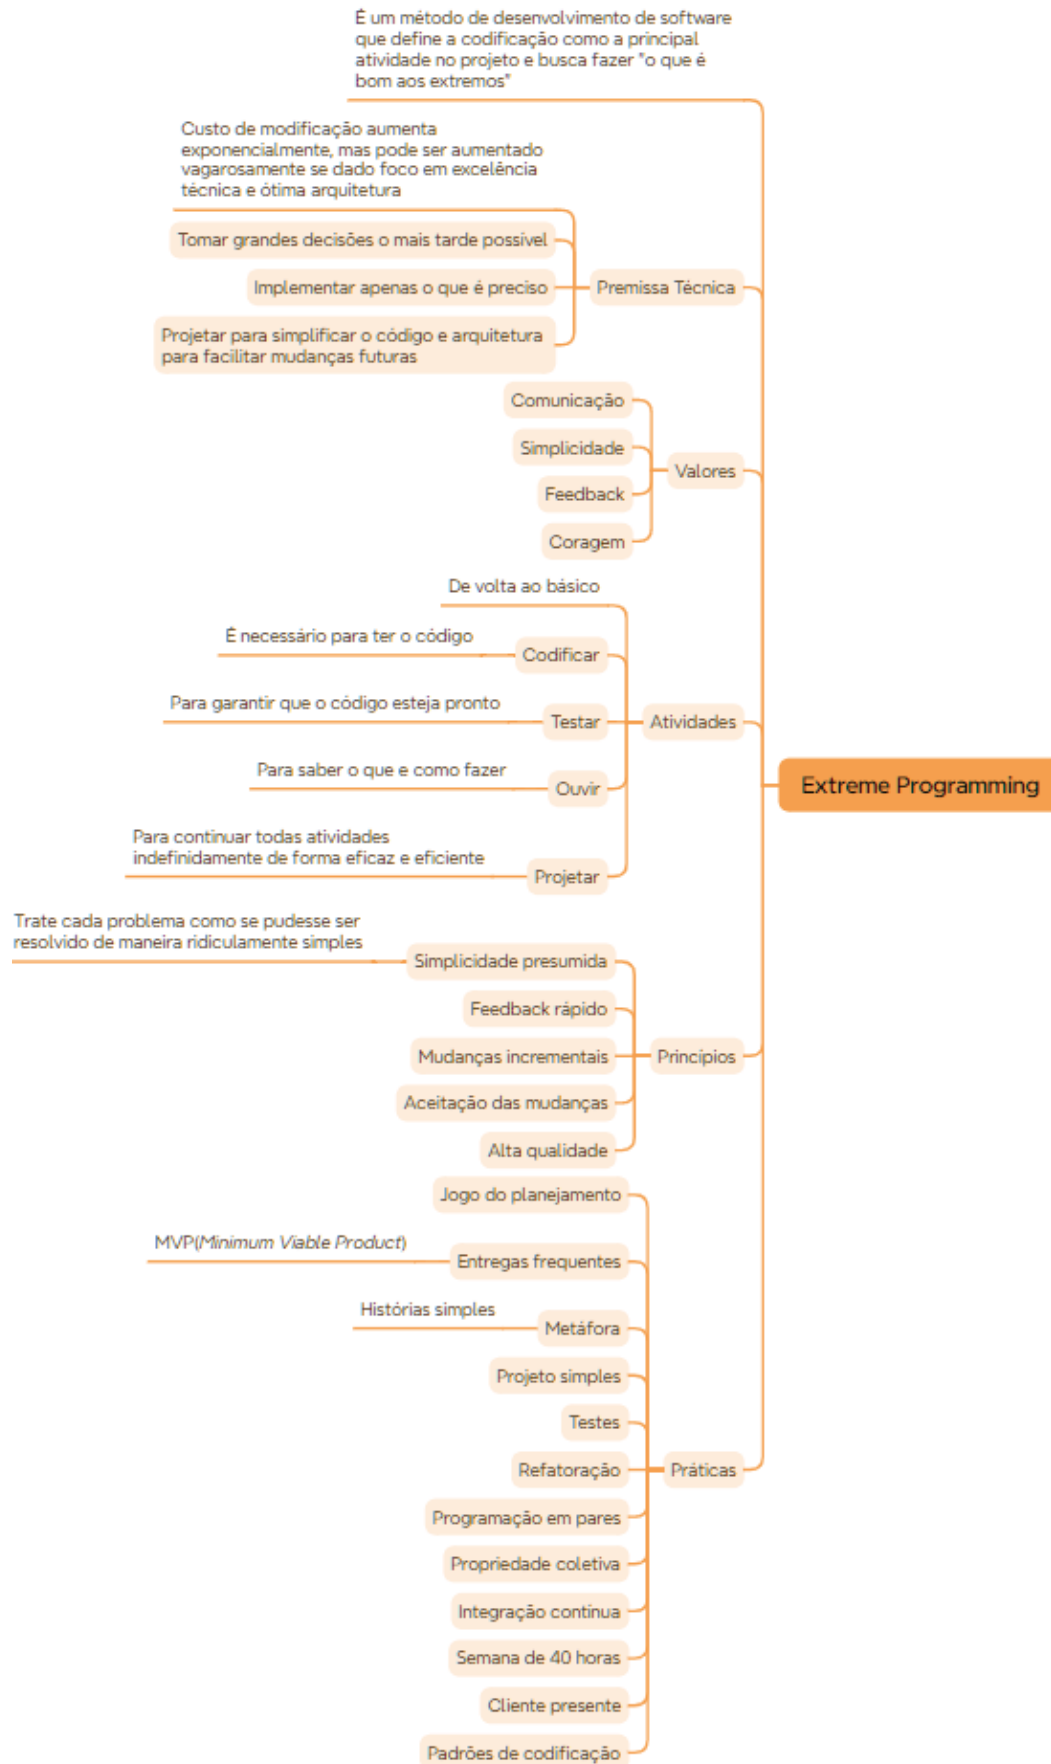 É um método de desenvolvimento de software
que define a codificação como a principal
atividade no projeto e busca fazer "o que é
bom aos extremos"
Custo de modificação aumenta
exponencialmente, mas pode ser aumentado
vagarosamente se dado foco em excelência
técnica e ótima arquitetura
Tomar grandes decisões o mais tarde possível
Implementar apenas o que é preciso
Premissa Técnica
Projetar para simplificar o código e arquitetura
para facilitar mudanças futuras
Comunicação
Simplicidade
Valores
Feedback
Coragem
De volta ao básico
É necessário para ter o código
Codificar
Para garantir que o código esteja pronto
Testar
Atividades
Para saber o que e como fazer
Ouvir
Extreme Programming
Para continuar todas atividades
indefinidamente de forma eficaz e eficiente
Projetar
Trate cada problema como se pudesse ser
resolvido de maneira ridiculamente simples
Simplicidade presumida
Feedback rápido
Mudanças incrementais
Princípios
Aceitação das mudanças
Alta qualidade
Jogo do planejamento
MVP(Minimum Viable Product)
Entregas frequentes
Histórias simples
Metáfora
Projeto simples
Testes
Refatoração
Práticas
Programação em pares
Propriedade coletiva
Integração contínua
Semana de 40 horas
Cliente presente
Padrões de codificação